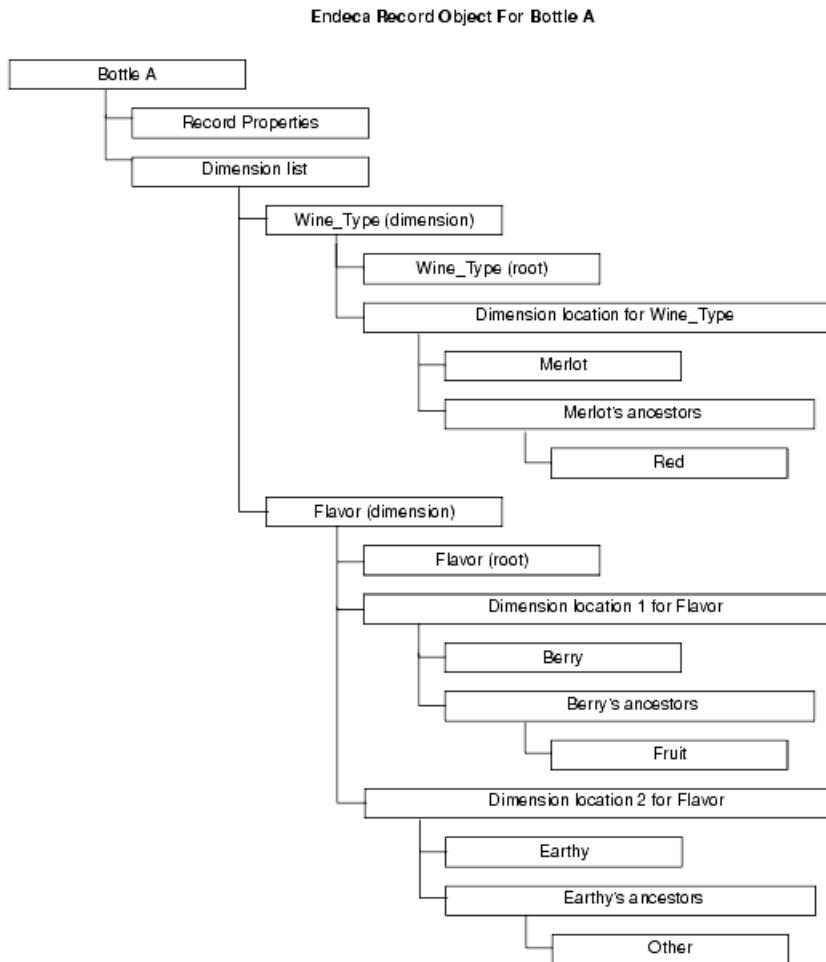 Endeca Record Object For Bottle A
Bottle A
Record Properties
Dimension list
Wine_Type (dimension)
Wine_Type (root)
Dimension location for Wine_Type
Merlot
Merlot's ancestors
Red
Flavor (dimension)
Flavor (root)
Dimension location 1 for Flavor
Berry
Berry's ancestors
Fruit
Dimension location 2 for Flavor
Earthy
Earthy's ancestors
Other